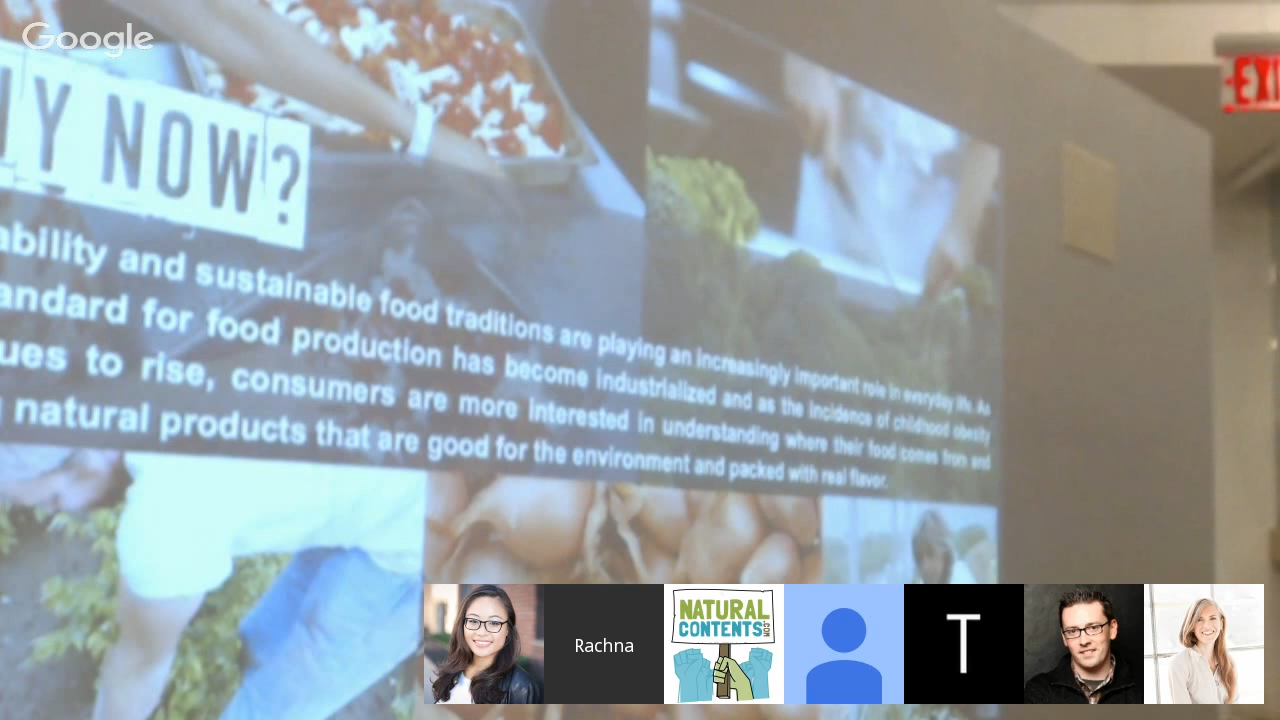 Google
EXI
Y NOW?
ability and sustainable food traditions are playing an increasingly important role in everyday life. As
andard for food production has become industrialized and as the incidence of childhood obesity
ues to rise, consumers are more interested in understanding where their food comes from and
natural products that are good for the environment and packed with real flavor.
Rachna
NATURAL
CONTENTS
.COM
T